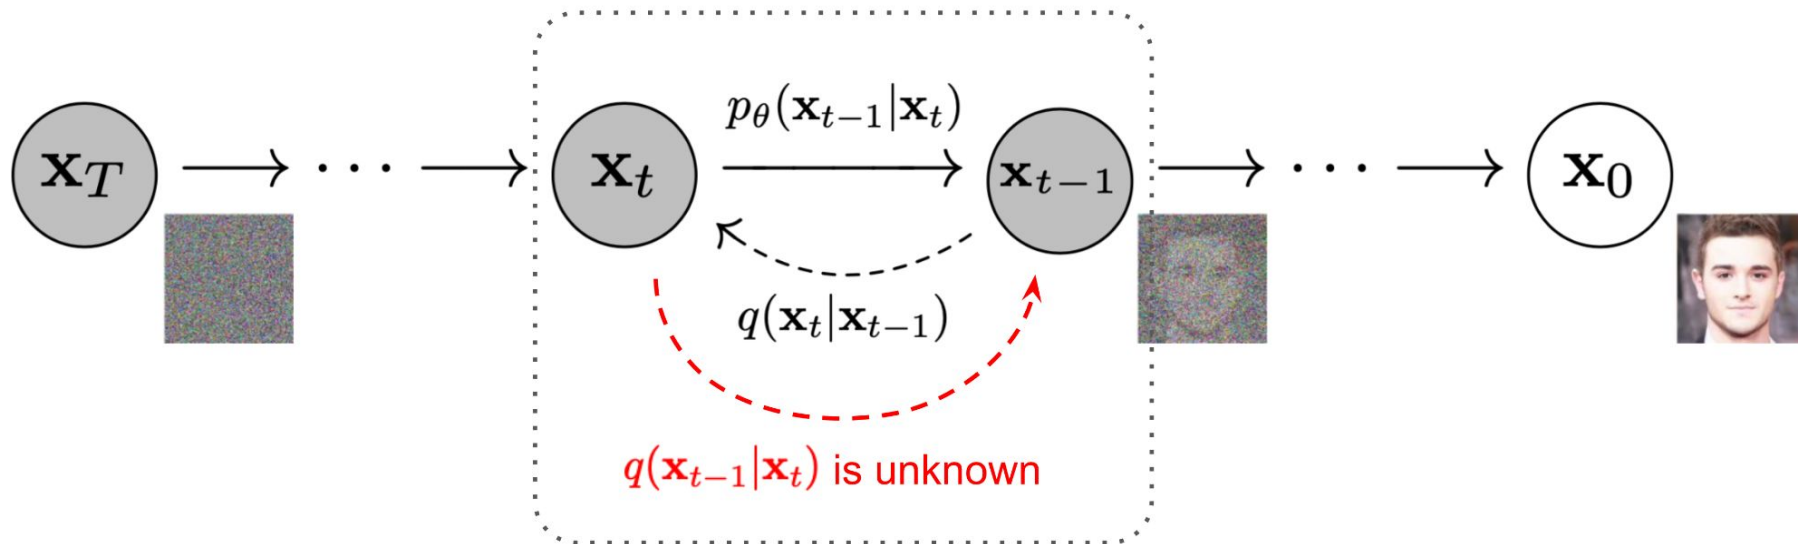 p_θ(x_{t−1}|x_t)
x_T → ··· → x_t → x_{t−1} → ··· → x_0
q(x_t|x_{t−1})
q(x_{t−1}|x_t) is unknown